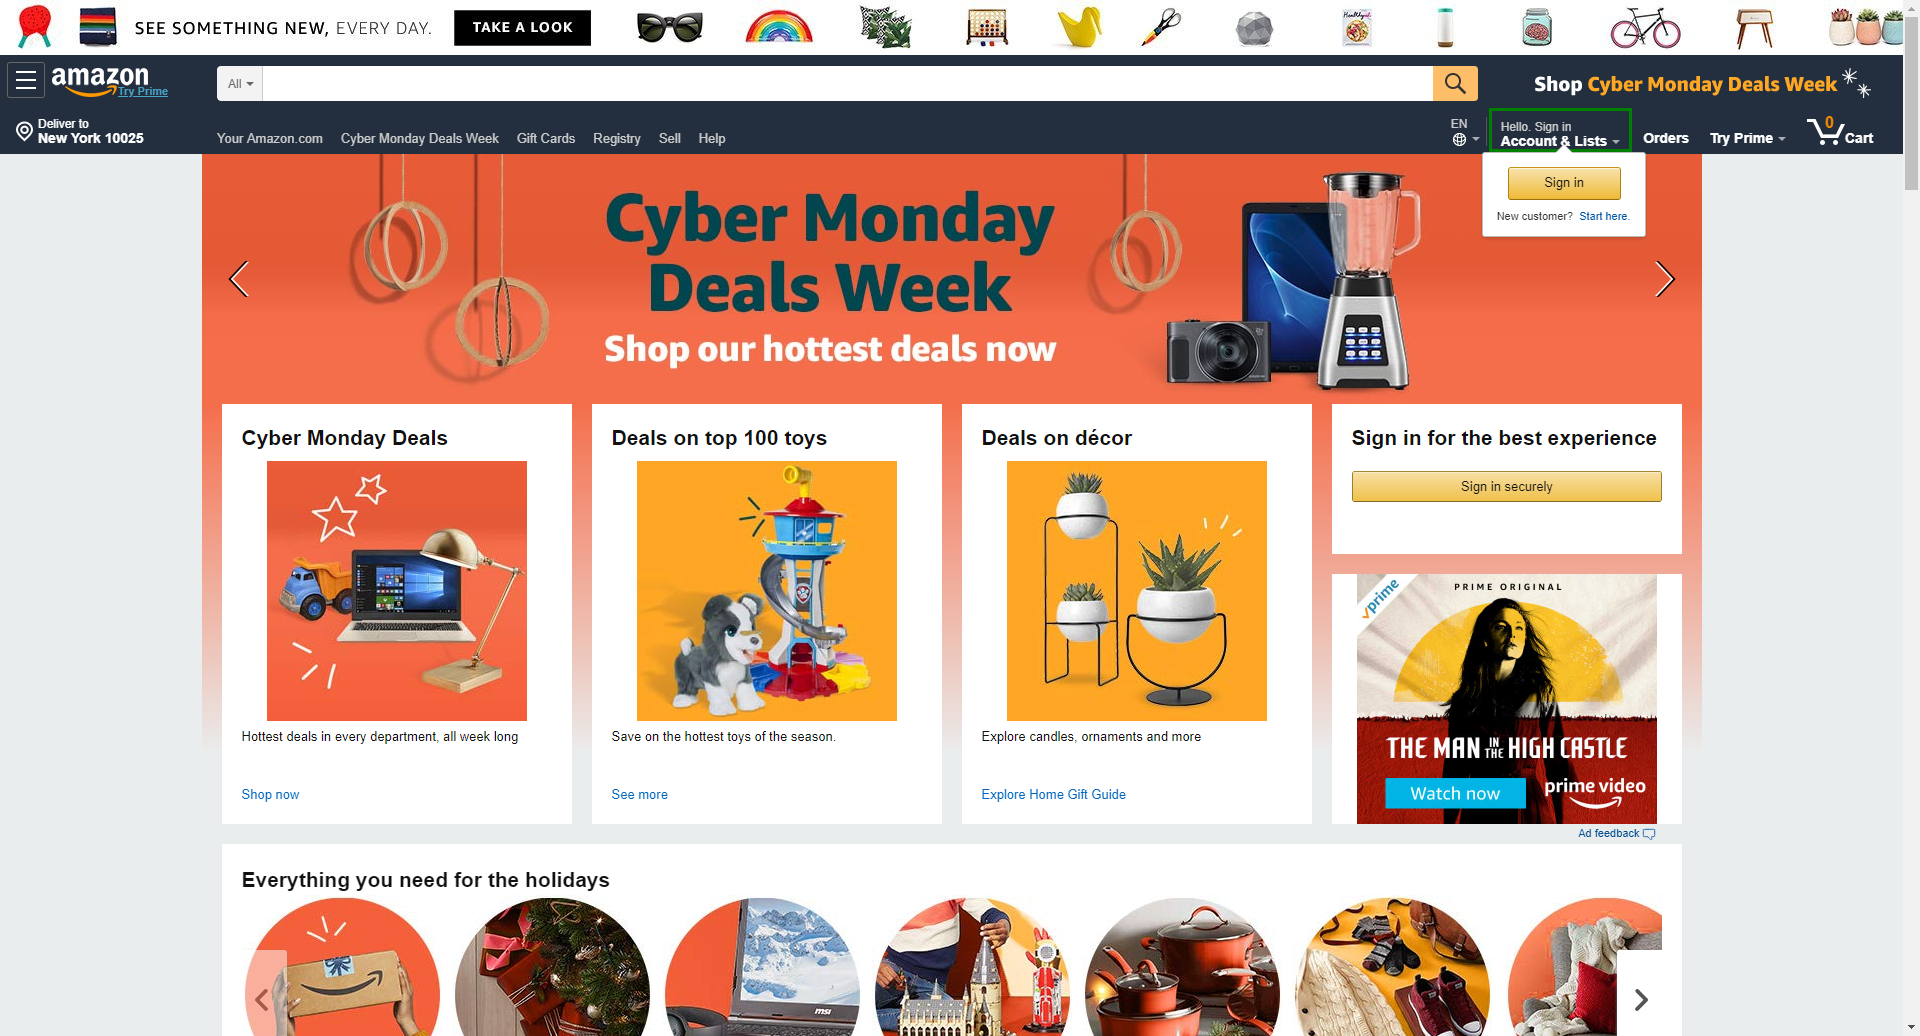 SEE SOMETHING NEW, EVERY DAY.
TAKE A LOOK
Healthyish
amazon
Try Prime
All
Shop Cyber Monday Deals Week
Deliver to
New York 10025
Your Amazon.com
Cyber Monday Deals Week
Gift Cards
Registry
Sell
Help
EN
Hello. Sign in
Account & Lists
Orders
Try Prime
0
Cart
Sign in
New customer? Start here.
Cyber Monday
Deals Week
Shop our hottest deals now
Cyber Monday Deals
Hottest deals in every department, all week long
Shop now
Deals on top 100 toys
Save on the hottest toys of the season.
See more
Deals on décor
Explore candles, ornaments and more
Explore Home Gift Guide
Sign in for the best experience
Sign in securely
prime
PRIME ORIGINAL
THE MAN IN THE HIGH CASTLE
Watch now
prime video
Ad feedback
Everything you need for the holidays
msi